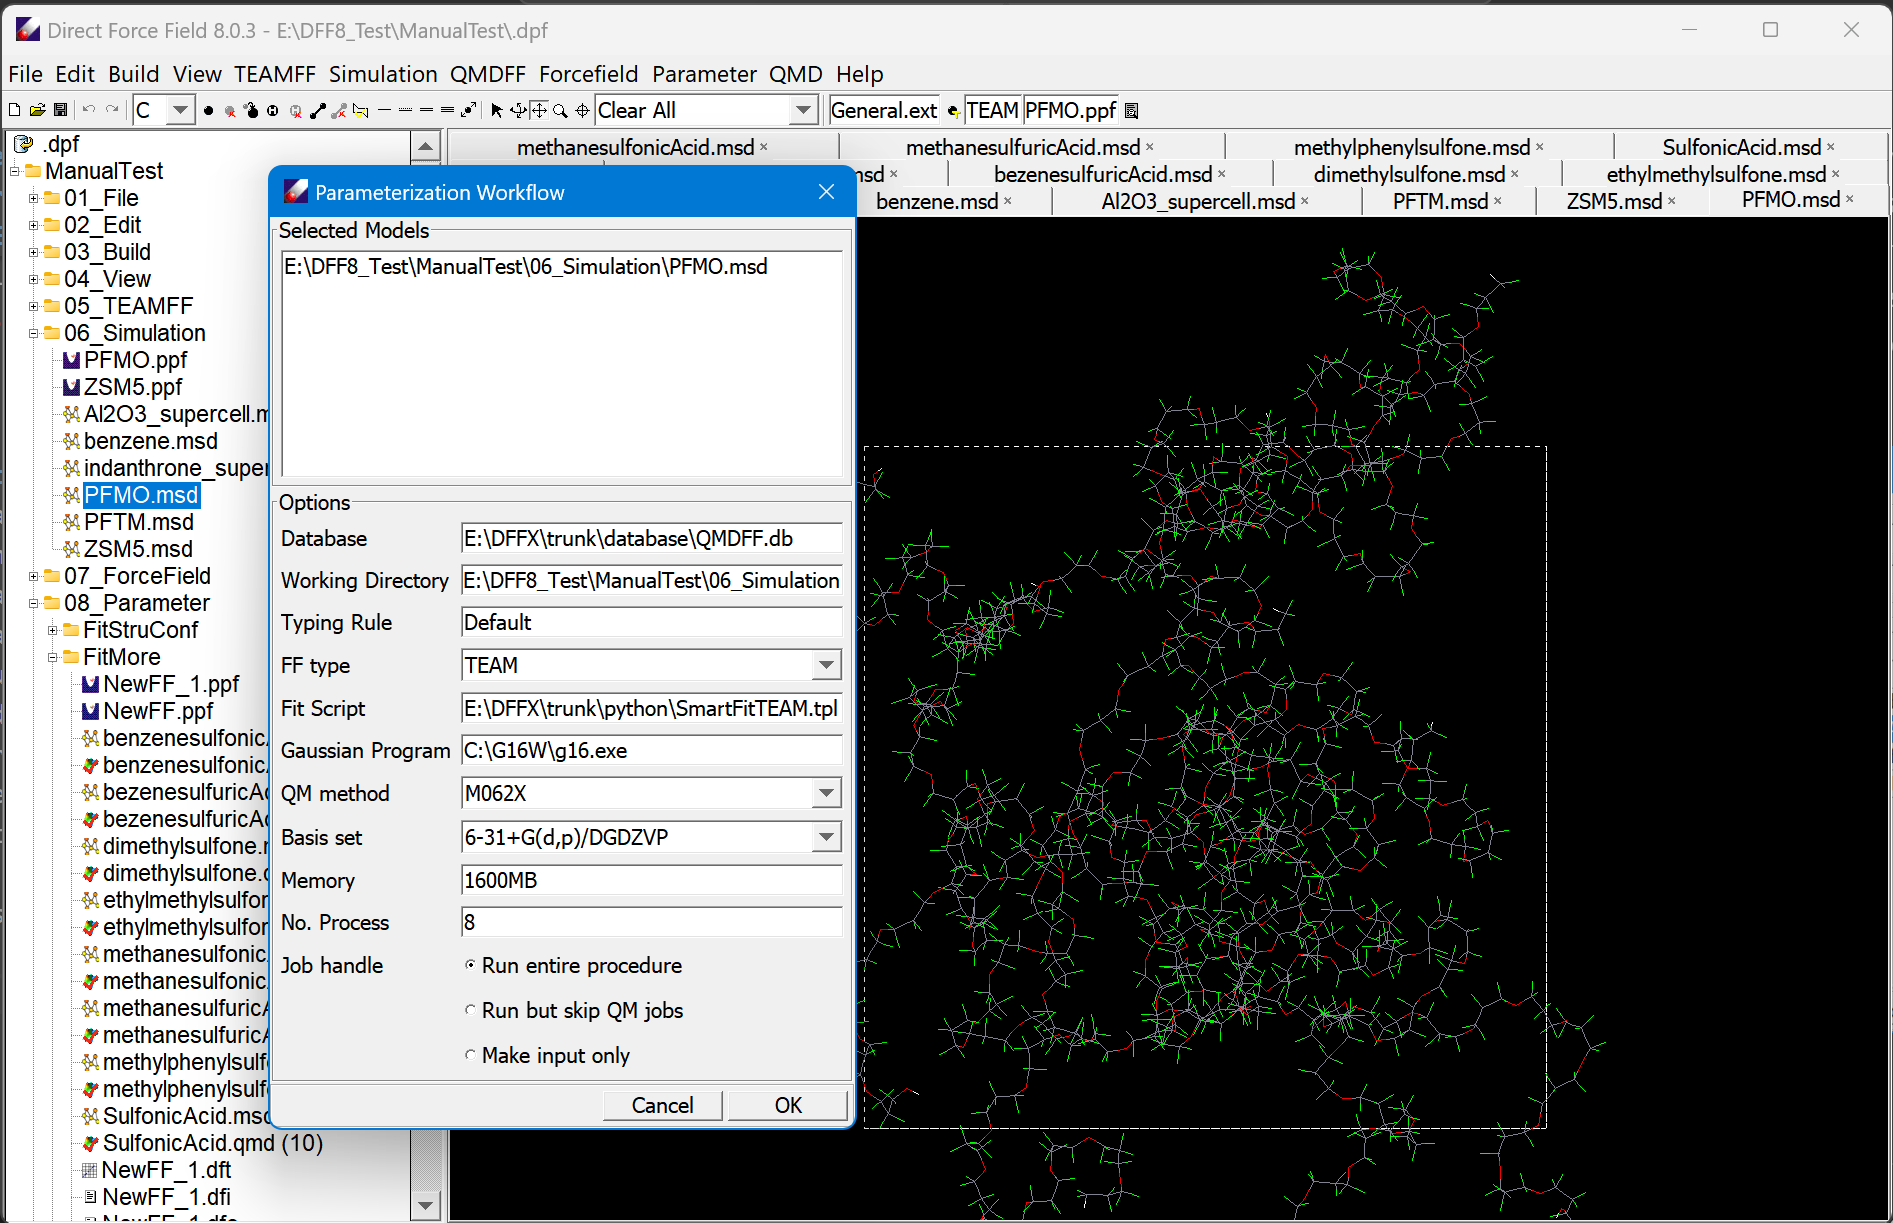 Direct Force Field 8.0.3 - E:\DFF8_Test\ManualTest\.dpf
File Edit Build View TEAMFF Simulation QMDFF Forcefield Parameter QMD Help
C Clear All General.ext TEAM PFMO.ppf
.dpf
ManualTest
01_File
02_Edit
03_Build
04_View
05_TEAMFF
06_Simulation
PFMO.ppf
ZSM5.ppf
Al2O3_supercell.m
benzene.msd
indanthrone_super
PFMO.msd
PFTM.msd
ZSM5.msd
07_ForceField
08_Parameter
FitStruConf
FitMore
NewFF_1.ppf
NewFF.ppf
benzenesulfonic
benzenesulfonic
bezenesulfuricA
bezenesulfuricA
dimethylsulfone.
dimethylsulfone.
ethylmethylsulfor
ethylmethylsulfor
methanesulfonic
methanesulfonic
methanesulfuricA
methanesulfuricA
methylphenylsulf
methylphenylsulf
SulfonicAcid.msd
SulfonicAcid.qmd (10)
NewFF_1.dft
NewFF_1.dfi
methanesulfonicAcid.msd × methanesulfuricAcid.msd × methylphenylsulfone.msd × SulfonicAcid.msd ×
msd × bezenesulfuricAcid.msd × dimethylsulfone.msd × ethylmethylsulfone.msd ×
benzene.msd × Al2O3_supercell.msd × PFTM.msd × ZSM5.msd × PFMO.msd ×
Parameterization Workflow
Selected Models
E:\DFF8_Test\ManualTest\06_Simulation\PFMO.msd
Options
Database E:\DFFX\trunk\database\QMDFF.db
Working Directory E:\DFF8_Test\ManualTest\06_Simulation
Typing Rule Default
FF type TEAM
Fit Script E:\DFFX\trunk\python\SmartFitTEAM.tpl
Gaussian Program C:\G16W\g16.exe
QM method M062X
Basis set 6-31+G(d,p)/DGDZVP
Memory 1600MB
No. Process 8
Job handle Run entire procedure
Run but skip QM jobs
Make input only
Cancel OK